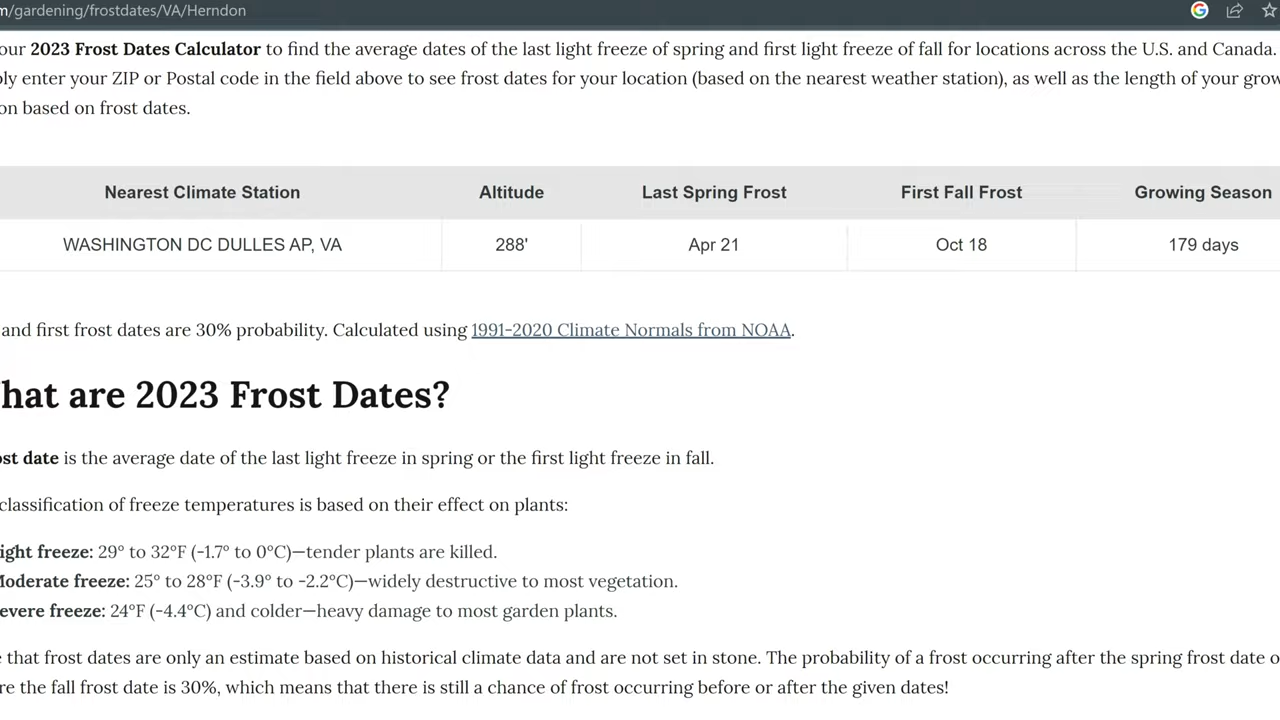 m/gardening/frostdates/VA/Herndon
our 2023 Frost Dates Calculator to find the average dates of the last light freeze of spring and first light freeze of fall for locations across the U.S. and Canada.
ply enter your ZIP or Postal code in the field above to see frost dates for your location (based on the nearest weather station), as well as the length of your grow
on based on frost dates.
Nearest Climate Station Altitude Last Spring Frost First Fall Frost Growing Season
WASHINGTON DC DULLES AP, VA 288' Apr 21 Oct 18 179 days
and first frost dates are 30% probability. Calculated using 1991-2020 Climate Normals from NOAA.
hat are 2023 Frost Dates?
ost date is the average date of the last light freeze in spring or the first light freeze in fall.
classification of freeze temperatures is based on their effect on plants:
ight freeze: 29° to 32°F (-1.7° to 0°C)—tender plants are killed.
Moderate freeze: 25° to 28°F (-3.9° to -2.2°C)—widely destructive to most vegetation.
evere freeze: 24°F (-4.4°C) and colder—heavy damage to most garden plants.
e that frost dates are only an estimate based on historical climate data and are not set in stone. The probability of a frost occurring after the spring frost date o
re the fall frost date is 30%, which means that there is still a chance of frost occurring before or after the given dates!